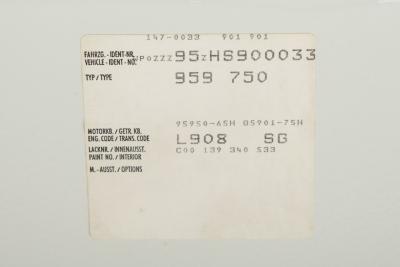 147-0033 901 901
FAHRZG.-IDENT-NR. WP0ZZZ95ZHS900033
VEHICLE-IDENT-NO.
TYP/TYPE 959 750
95950-65H 05901-75H
MOTORKB./GETR. KB. L908 SG
ENG. CODE/TRANS. CODE
LACKNR./INNENAUSST. C00 139 340 533
PAINT NO./INTERIOR
M.-AUSST./OPTIONS